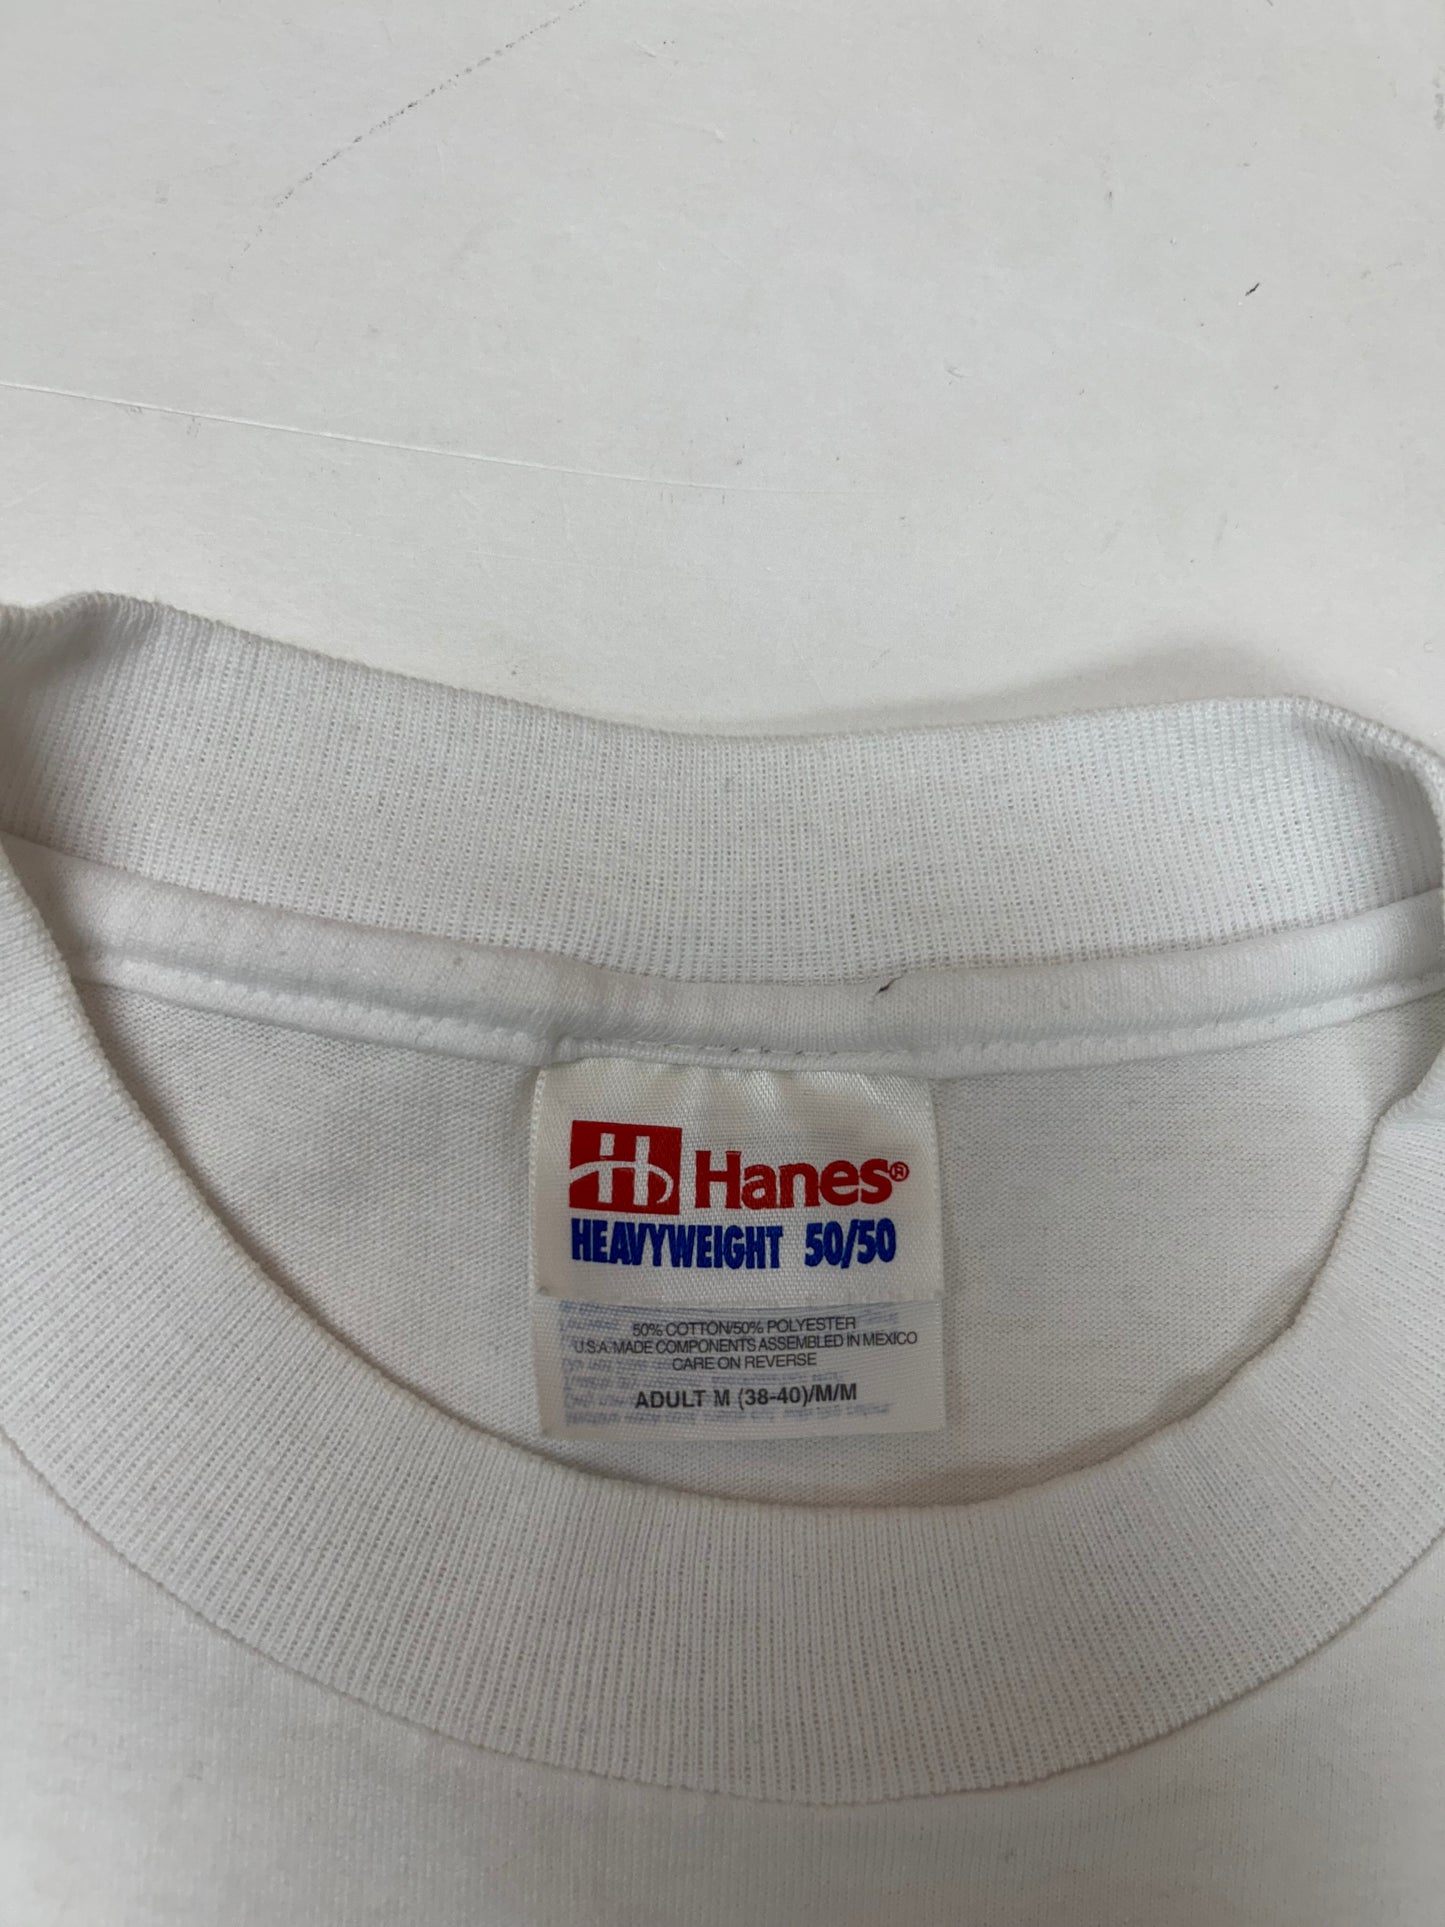 H Hanes®
HEAVYWEIGHT 50/50
50% COTTON/50% POLYESTER
U.S.A. MADE COMPONENTS ASSEMBLED IN MEXICO
CARE ON REVERSE
ADULT M (38-40)/M/M